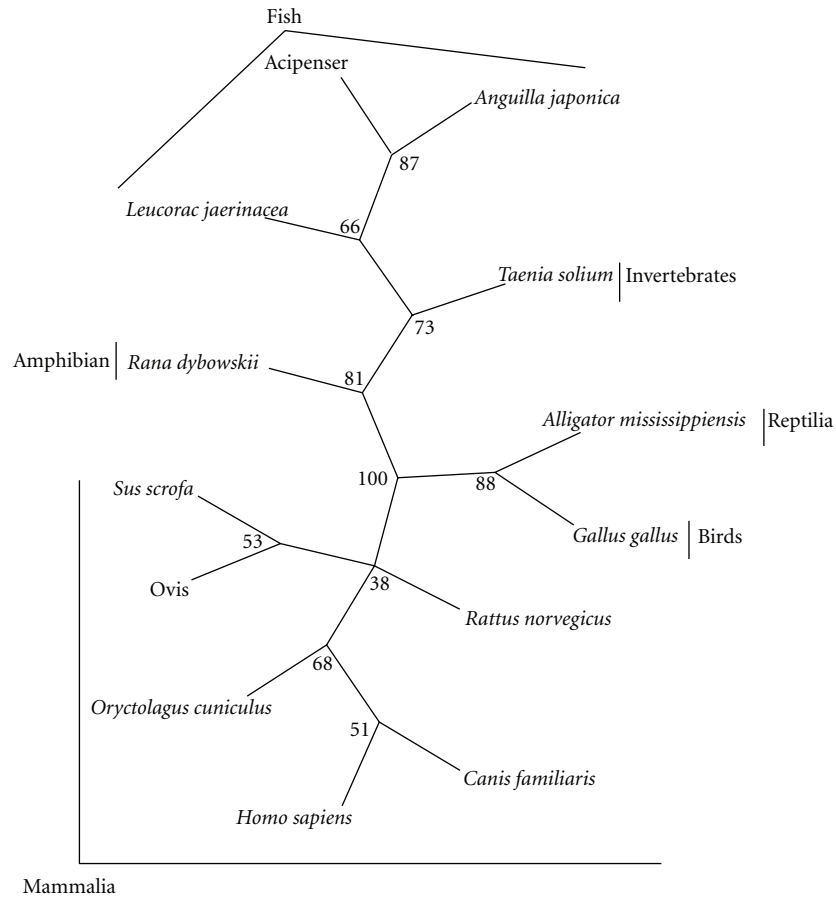 Fish
Acipenser
Anguilla japonica
87
Leucorac jaerinacea
66
Taenia solium
Invertebrates
73
Amphibian
Rana dybowskii
81
Alligator mississippiensis
Reptilia
100
88
Sus scrofa
Gallus gallus
Birds
53
Ovis
38
Rattus norvegicus
68
Oryctolagus cuniculus
51
Canis familiaris
Homo sapiens
Mammalia